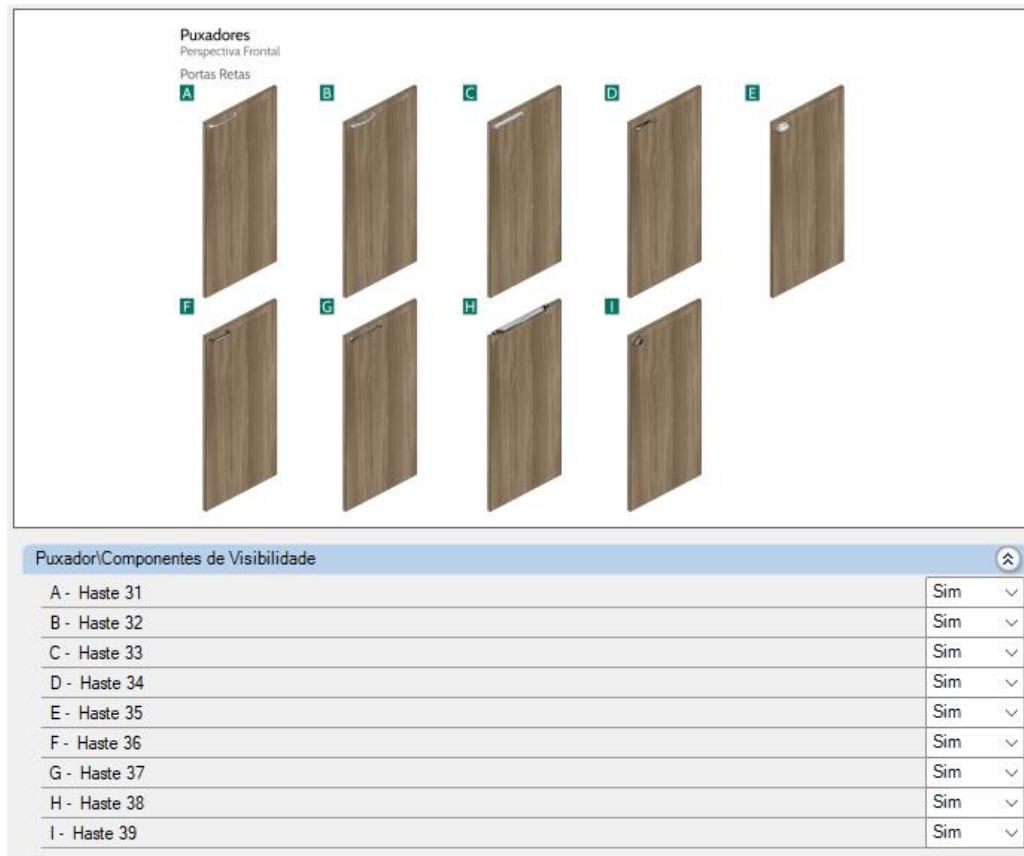 Puxadores
Perspectiva Frontal
Portas Retas
A B C D E
F G H I
Puxador\Componentes de Visibilidade
A - Haste 31 Sim
B - Haste 32 Sim
C - Haste 33 Sim
D - Haste 34 Sim
E - Haste 35 Sim
F - Haste 36 Sim
G - Haste 37 Sim
H - Haste 38 Sim
I - Haste 39 Sim